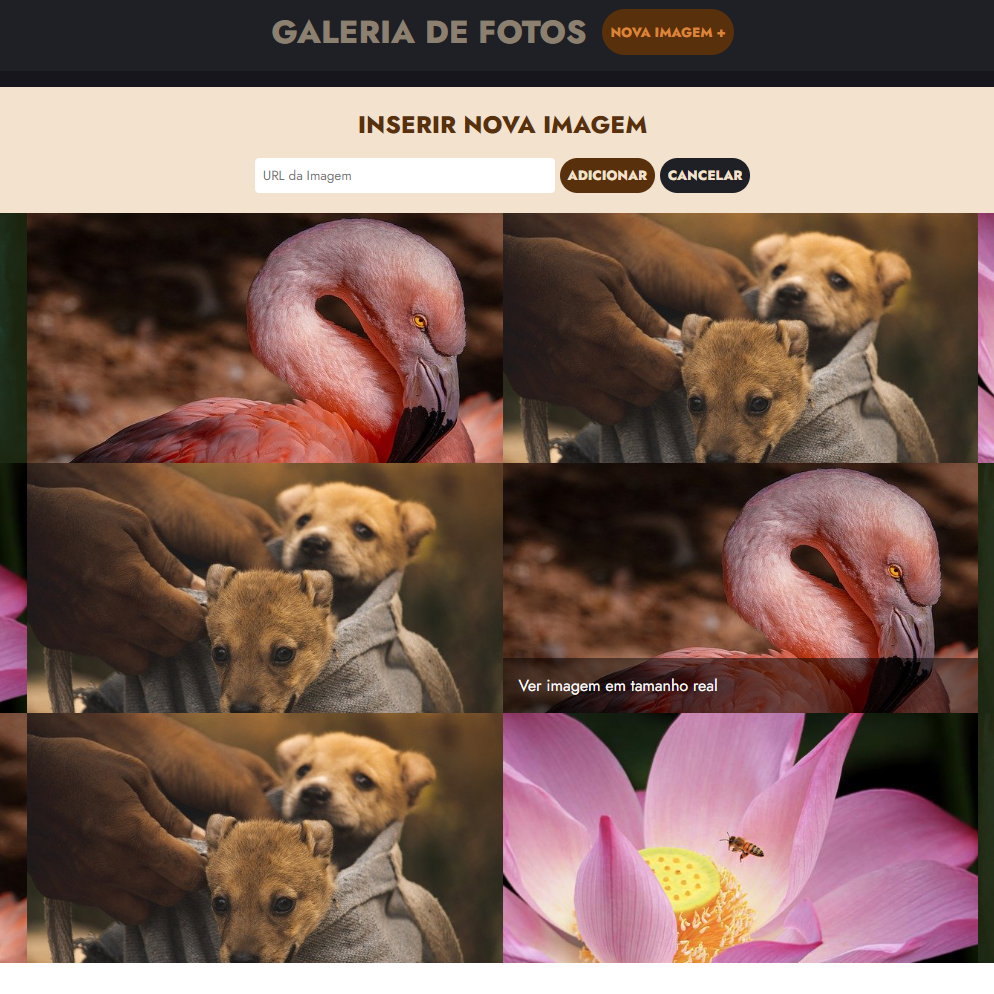 GALERIA DE FOTOS
NOVA IMAGEM +
INSERIR NOVA IMAGEM
URL da Imagem
ADICIONAR
CANCELAR
Ver imagem em tamanho real